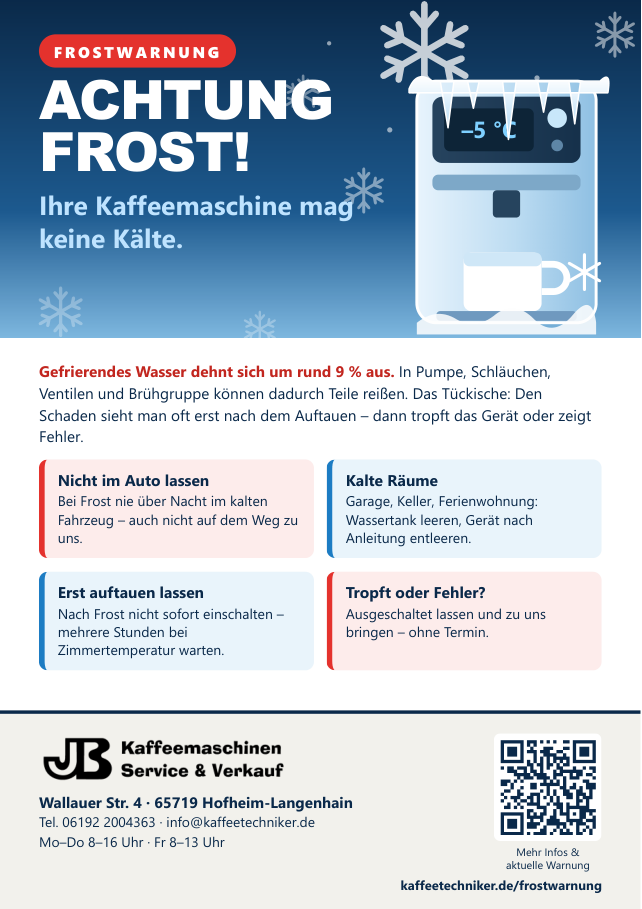 FROSTWARNUNG
ACHTUNG
FROST!
Ihre Kaffeemaschine mag
keine Kälte.
–5 °C
Gefrierendes Wasser dehnt sich um rund 9 % aus. In Pumpe, Schläuchen,
Ventilen und Brühgruppe können dadurch Teile reißen. Das Tückische: Den
Schaden sieht man oft erst nach dem Auftauen – dann tropft das Gerät oder zeigt
Fehler.
Nicht im Auto lassen
Bei Frost nie über Nacht im kalten
Fahrzeug – auch nicht auf dem Weg zu
uns.
Kalte Räume
Garage, Keller, Ferienwohnung:
Wassertank leeren, Gerät nach
Anleitung entleeren.
Erst auftauen lassen
Nach Frost nicht sofort einschalten –
mehrere Stunden bei
Zimmertemperatur warten.
Tropft oder Fehler?
Ausgeschaltet lassen und zu uns
bringen – ohne Termin.
JB Kaffeemaschinen
Service & Verkauf
Wallauer Str. 4 · 65719 Hofheim-Langenhain
Tel. 06192 2004363 · info@kaffeetechniker.de
Mo–Do 8–16 Uhr · Fr 8–13 Uhr
Mehr Infos &
aktuelle Warnung
kaffeetechniker.de/frostwarnung